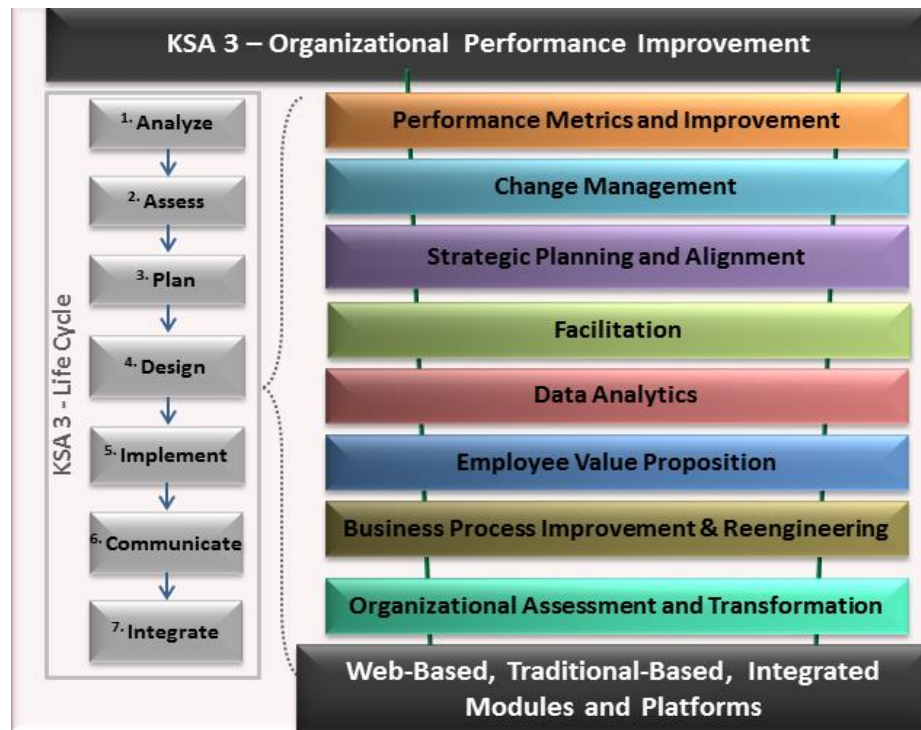 KSA 3 – Organizational Performance Improvement
KSA 3 - Life Cycle
1. Analyze
2. Assess
3. Plan
4. Design
5. Implement
6. Communicate
7. Integrate
Performance Metrics and Improvement
Change Management
Strategic Planning and Alignment
Facilitation
Data Analytics
Employee Value Proposition
Business Process Improvement & Reengineering
Organizational Assessment and Transformation
Web-Based, Traditional-Based, Integrated
Modules and Platforms